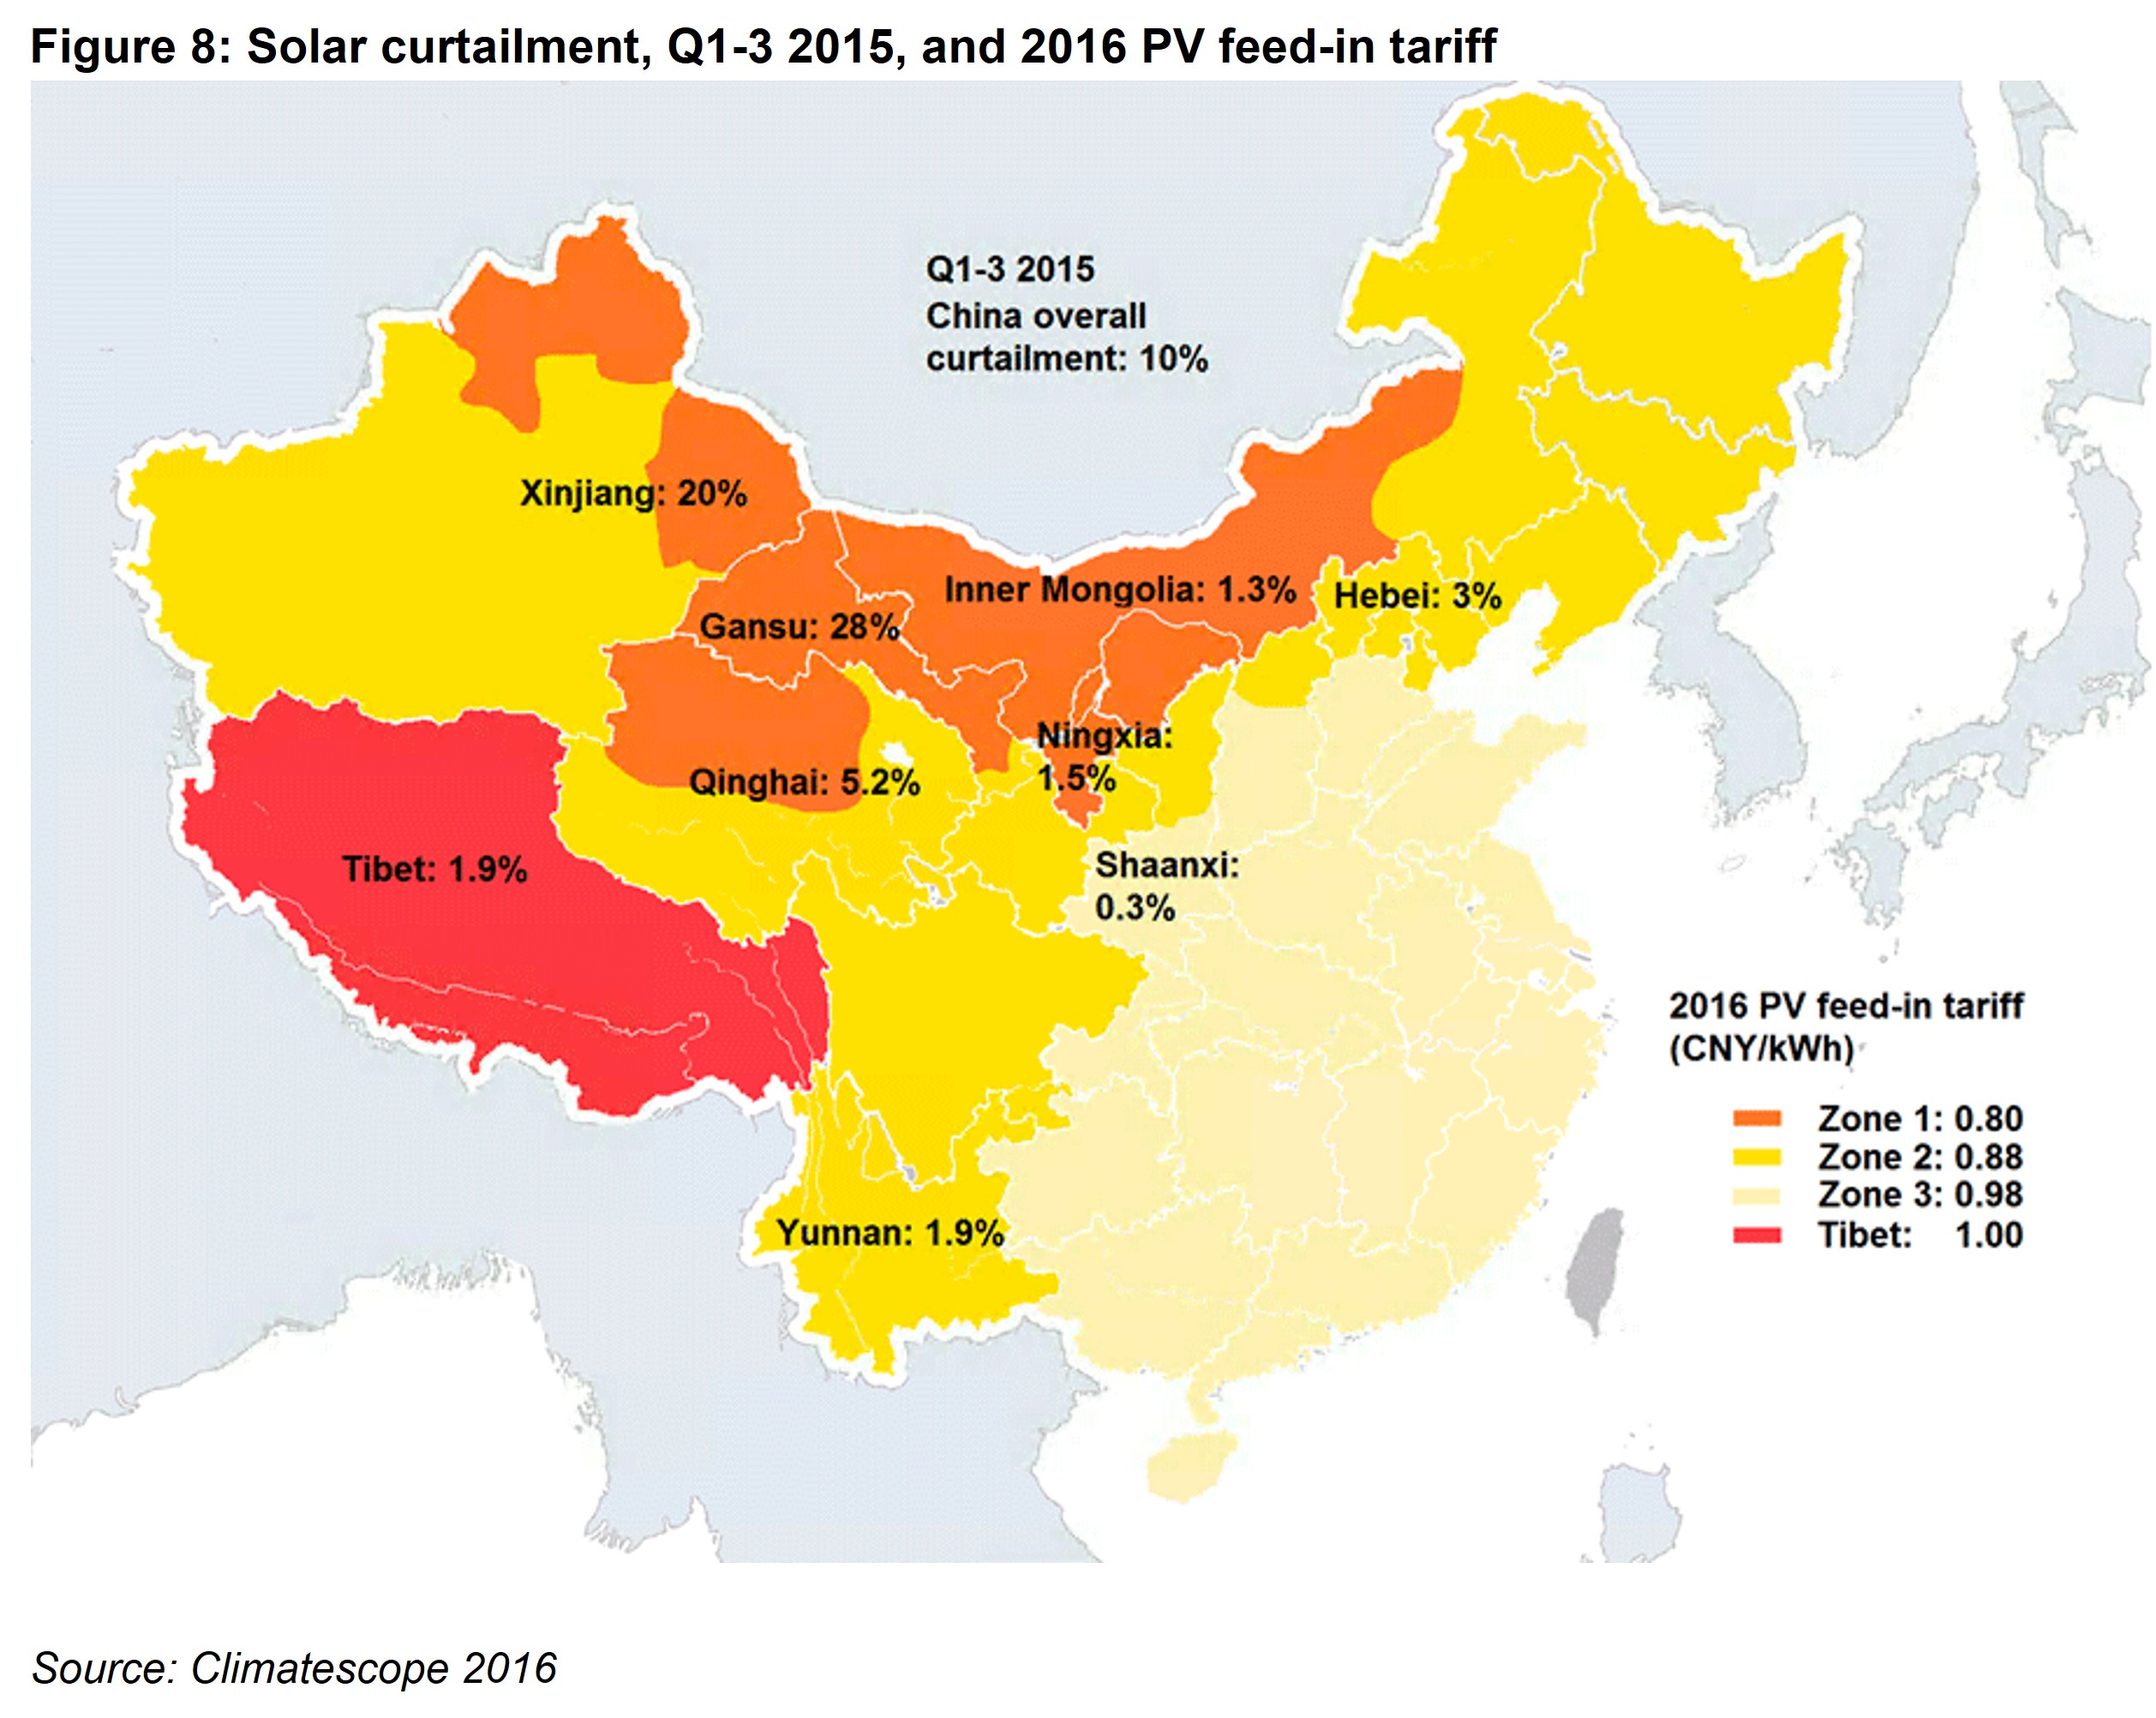 Figure 8: Solar curtailment, Q1-3 2015, and 2016 PV feed-in tariff
Q1-3 2015
China overall
curtailment: 10%
Xinjiang: 20%
Inner Mongolia: 1.3%
Hebei: 3%
Gansu: 28%
Ningxia:
1.5%
Qinghai: 5.2%
Tibet: 1.9%
Shaanxi:
0.3%
Yunnan: 1.9%
2016 PV feed-in tariff
(CNY/kWh)
Zone 1: 0.80
Zone 2: 0.88
Zone 3: 0.98
Tibet: 1.00
Source: Climatescope 2016